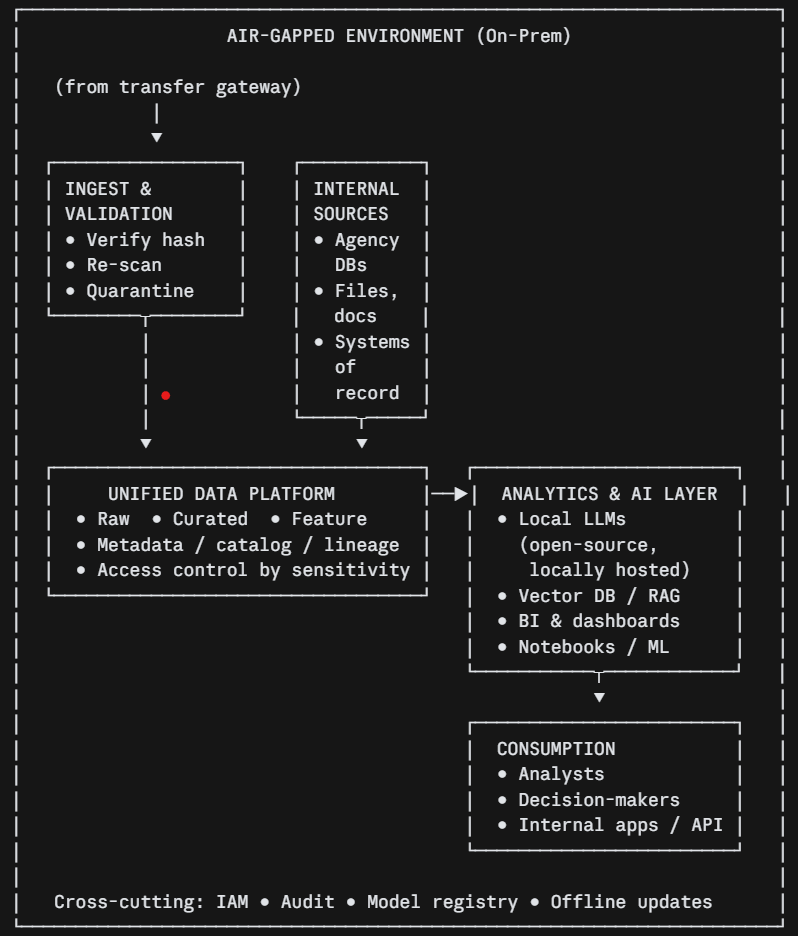 AIR-GAPPED ENVIRONMENT (On-Prem)
(from transfer gateway)
INGEST &
VALIDATION
• Verify hash
• Re-scan
• Quarantine
INTERNAL
SOURCES
• Agency
DBs
• Files,
docs
• Systems
of
record
UNIFIED DATA PLATFORM
• Raw • Curated • Feature
• Metadata / catalog / lineage
• Access control by sensitivity
ANALYTICS & AI LAYER
• Local LLMs
(open-source,
locally hosted)
• Vector DB / RAG
• BI & dashboards
• Notebooks / ML
CONSUMPTION
• Analysts
• Decision-makers
• Internal apps / API
Cross-cutting: IAM • Audit • Model registry • Offline updates